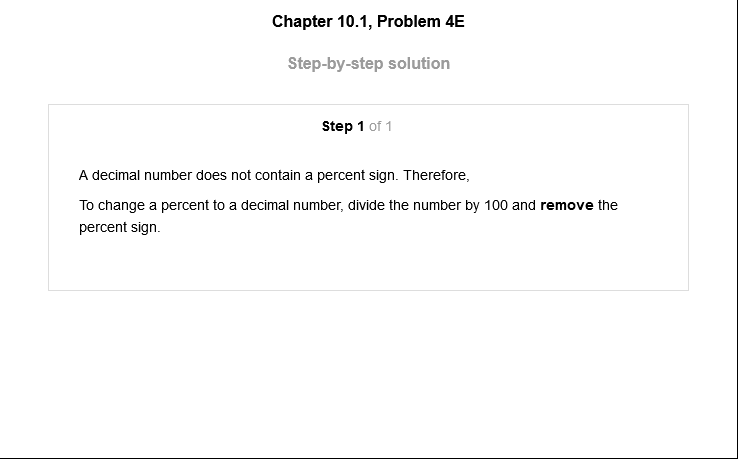 Chapter 10.1, Problem 4E
Step-by-step solution
Step 1 of 1
A decimal number does not contain a percent sign. Therefore,
To change a percent to a decimal number, divide the number by 100 and remove the
percent sign.